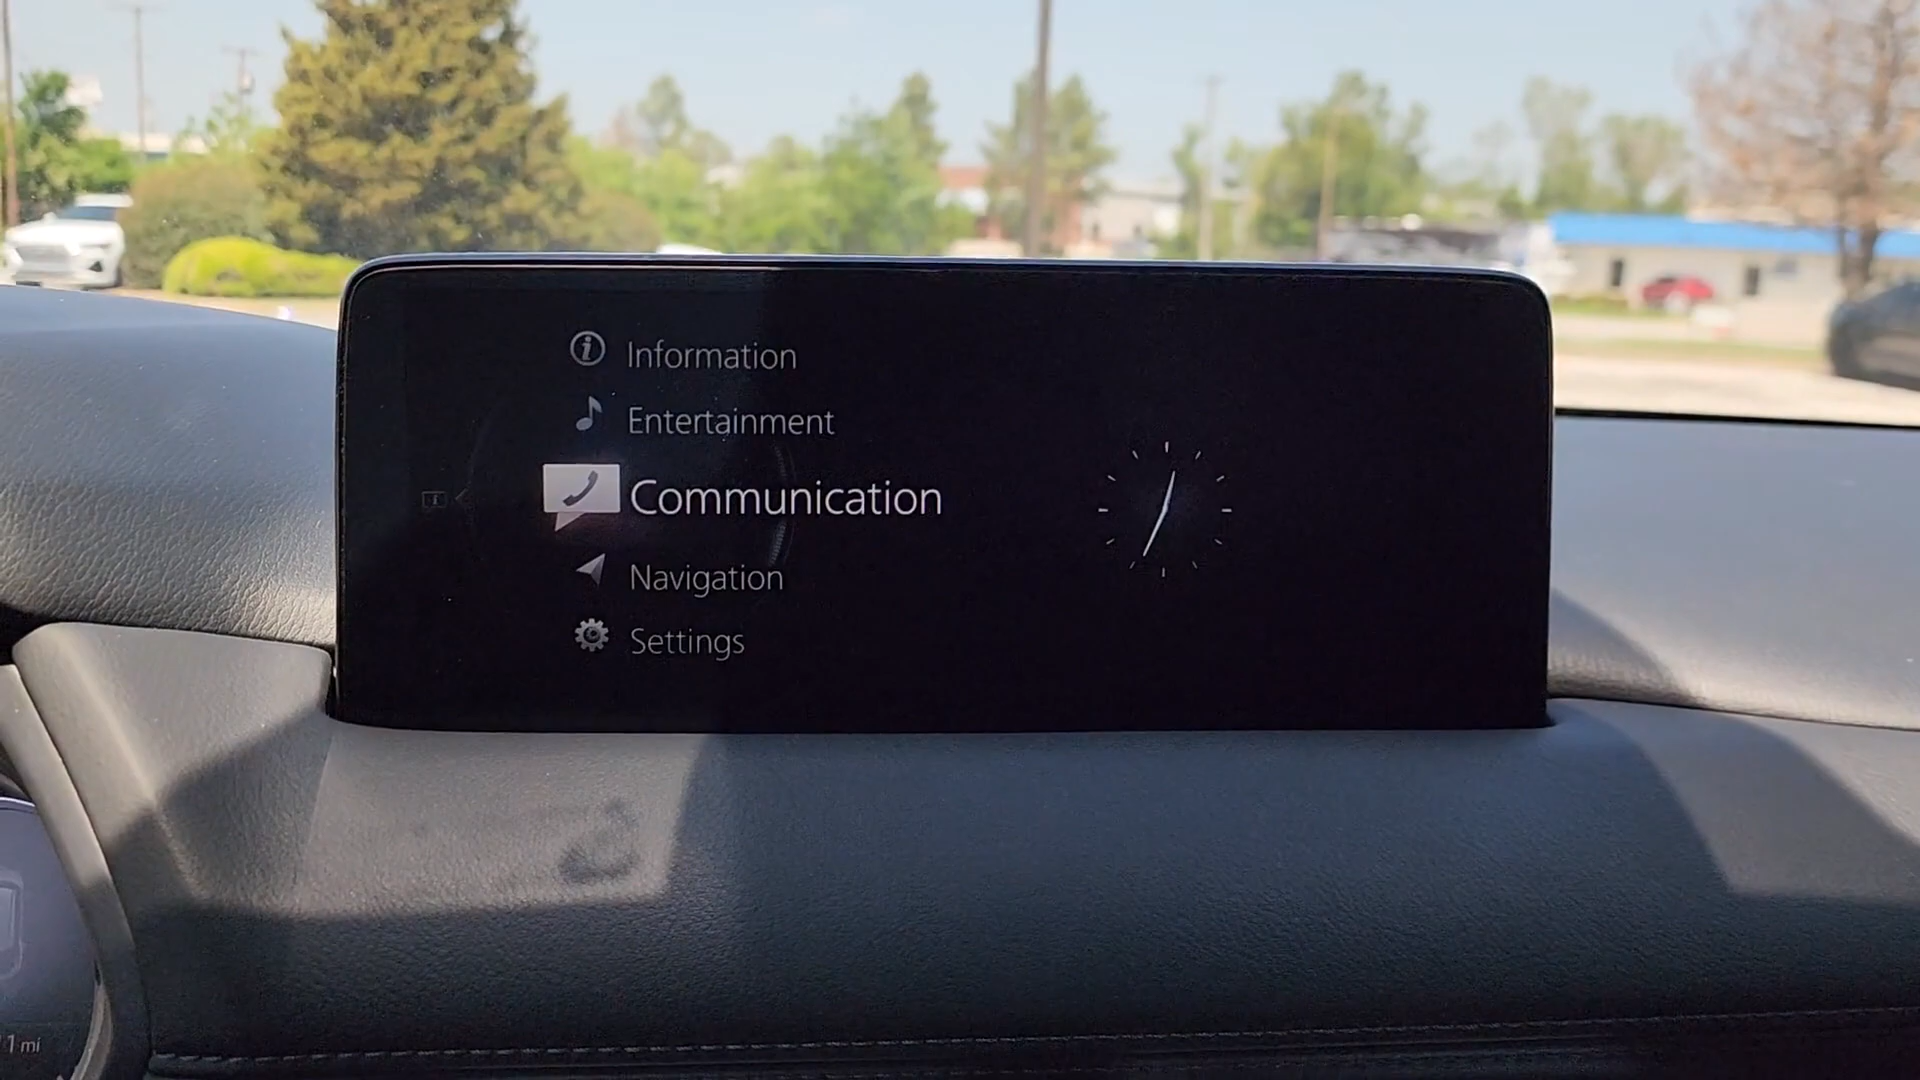 Information
Entertainment
Communication
Navigation
Settings
1 mi